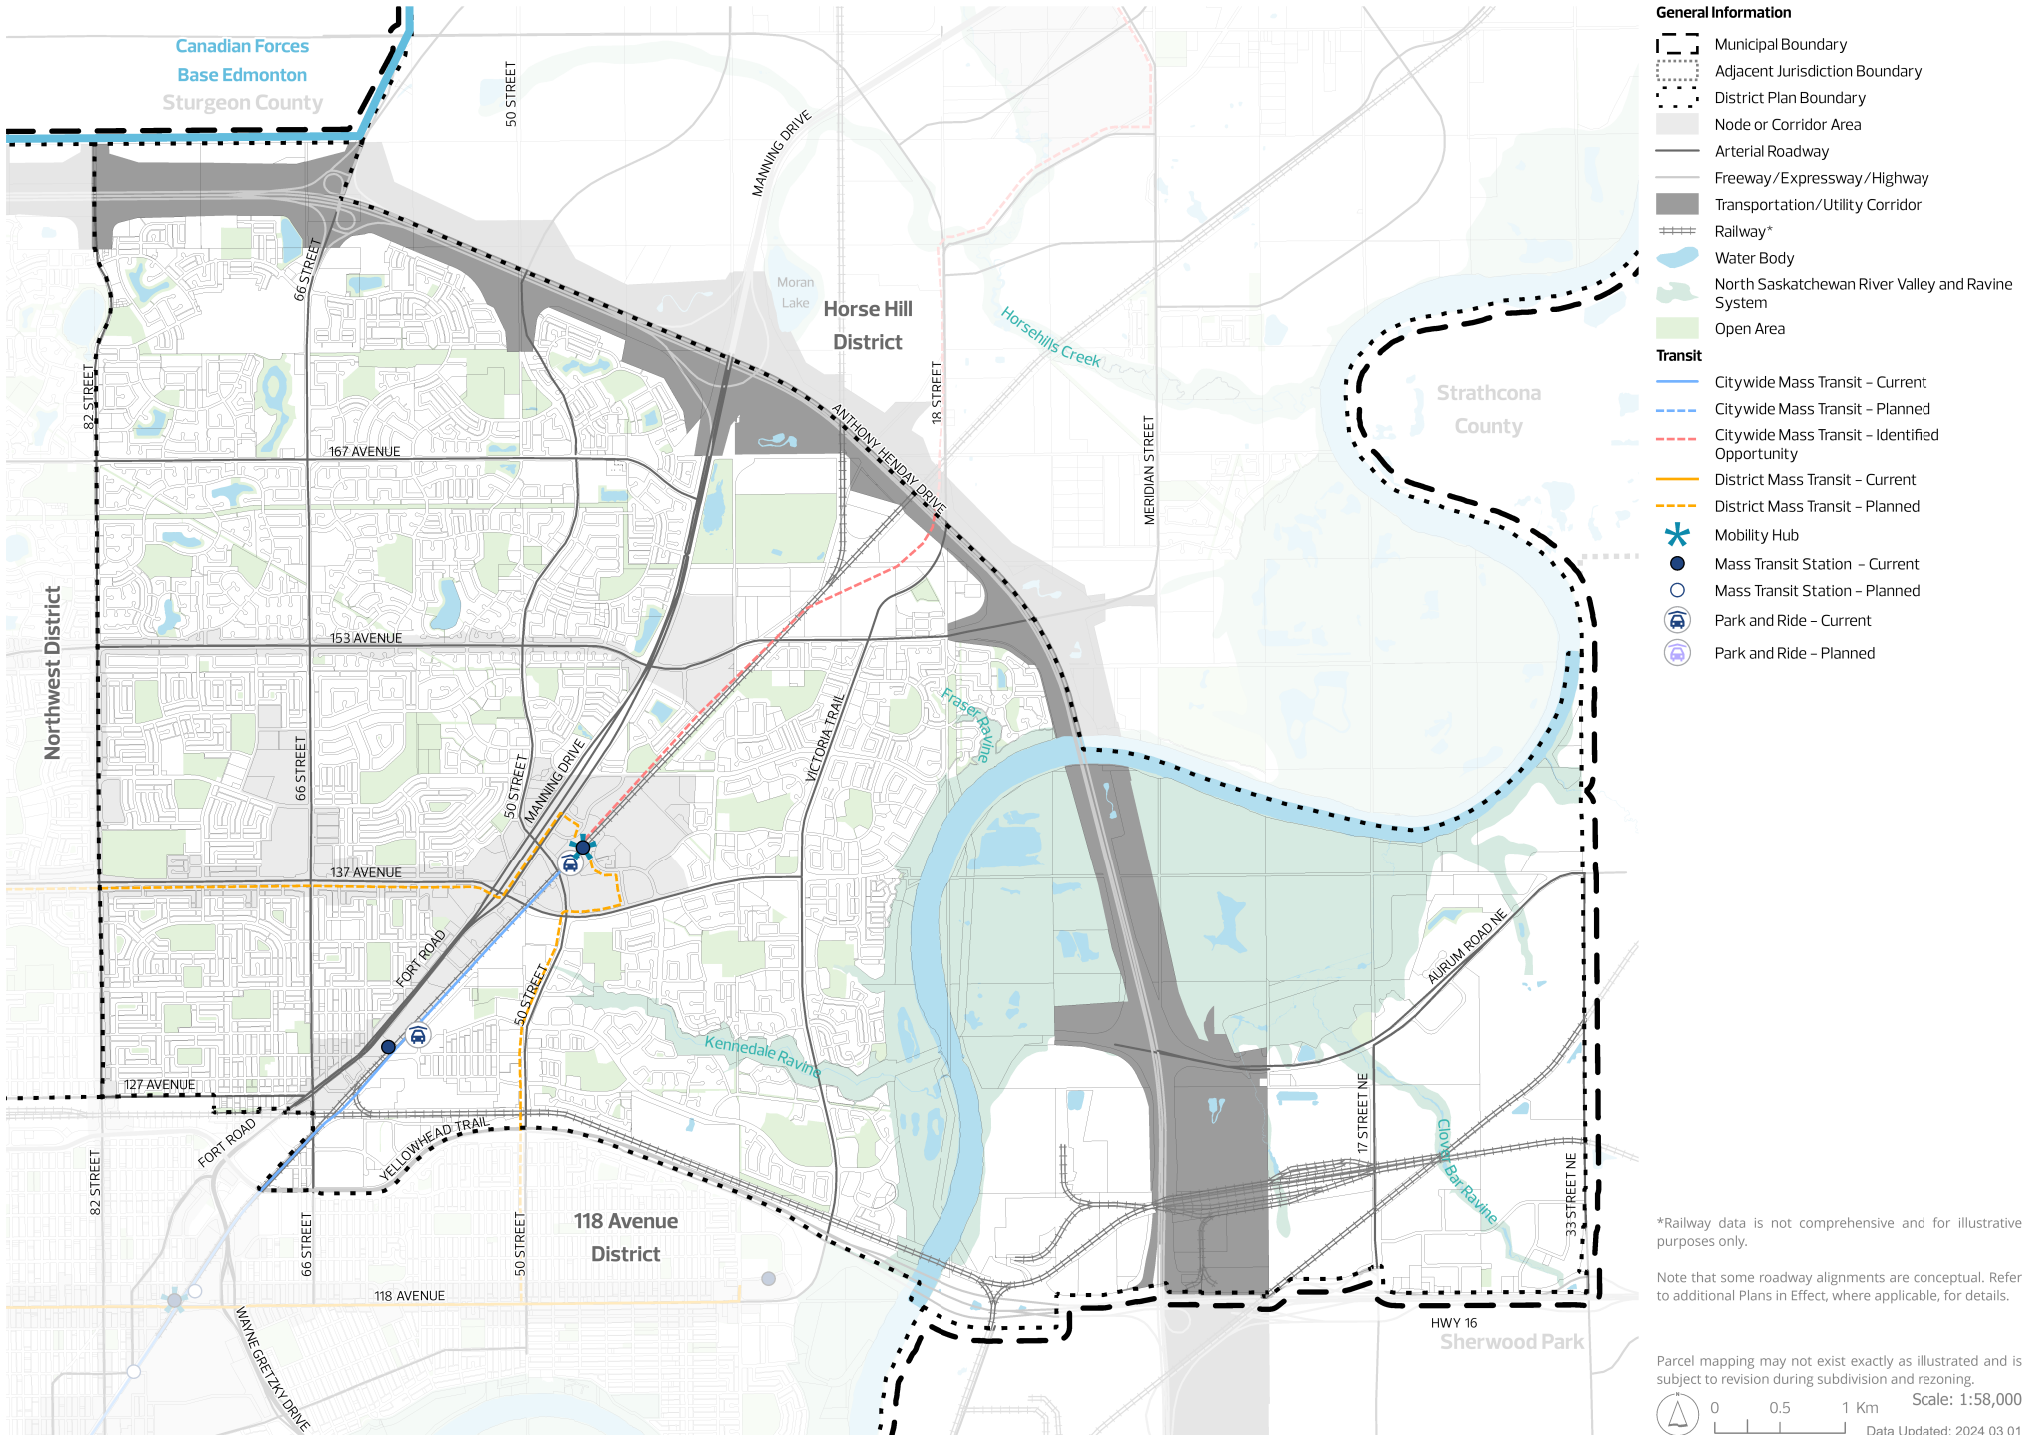 Canadian Forces
Base Edmonton
Sturgeon County
50 STREET
MANNING DRIVE
66 STREET
Moran
Lake
Horse Hill
District
Horsehills Creek
18 STREET
82 STREET
ANTHONY HENDAY DRIVE
MERIDIAN STREET
Strathcona
County
167 AVENUE
Northwest District
153 AVENUE
Fraser Ravine
VICTORIA TRAIL
66 STREET
50 STREET
MANNING DRIVE
137 AVENUE
FORT ROAD
50 STREET
AURUM ROAD NE
Kennedale Ravine
127 AVENUE
FORT ROAD
YELLOWHEAD TRAIL
17 STREET NE
Clover Bar Ravine
33 STREET NE
82 STREET
66 STREET
50 STREET
118 Avenue
District
118 AVENUE
WAYNE GRETZKY DRIVE
HWY 16
Sherwood Park
General Information
Municipal Boundary
Adjacent Jurisdiction Boundary
District Plan Boundary
Node or Corridor Area
Arterial Roadway
Freeway/Expressway/Highway
Transportation/Utility Corridor
Railway*
Water Body
North Saskatchewan River Valley and Ravine
System
Open Area
Transit
Citywide Mass Transit – Current
Citywide Mass Transit – Planned
Citywide Mass Transit – Identified
Opportunity
District Mass Transit – Current
District Mass Transit – Planned
Mobility Hub
Mass Transit Station – Current
Mass Transit Station – Planned
Park and Ride – Current
Park and Ride – Planned
*Railway data is not comprehensive and for illustrative
purposes only.
Note that some roadway alignments are conceptual. Refer
to additional Plans in Effect, where applicable, for details.
Parcel mapping may not exist exactly as illustrated and is
subject to revision during subdivision and rezoning.
Scale: 1:58,000
N
0 0.5 1 Km
Data Updated: 2024 03 01